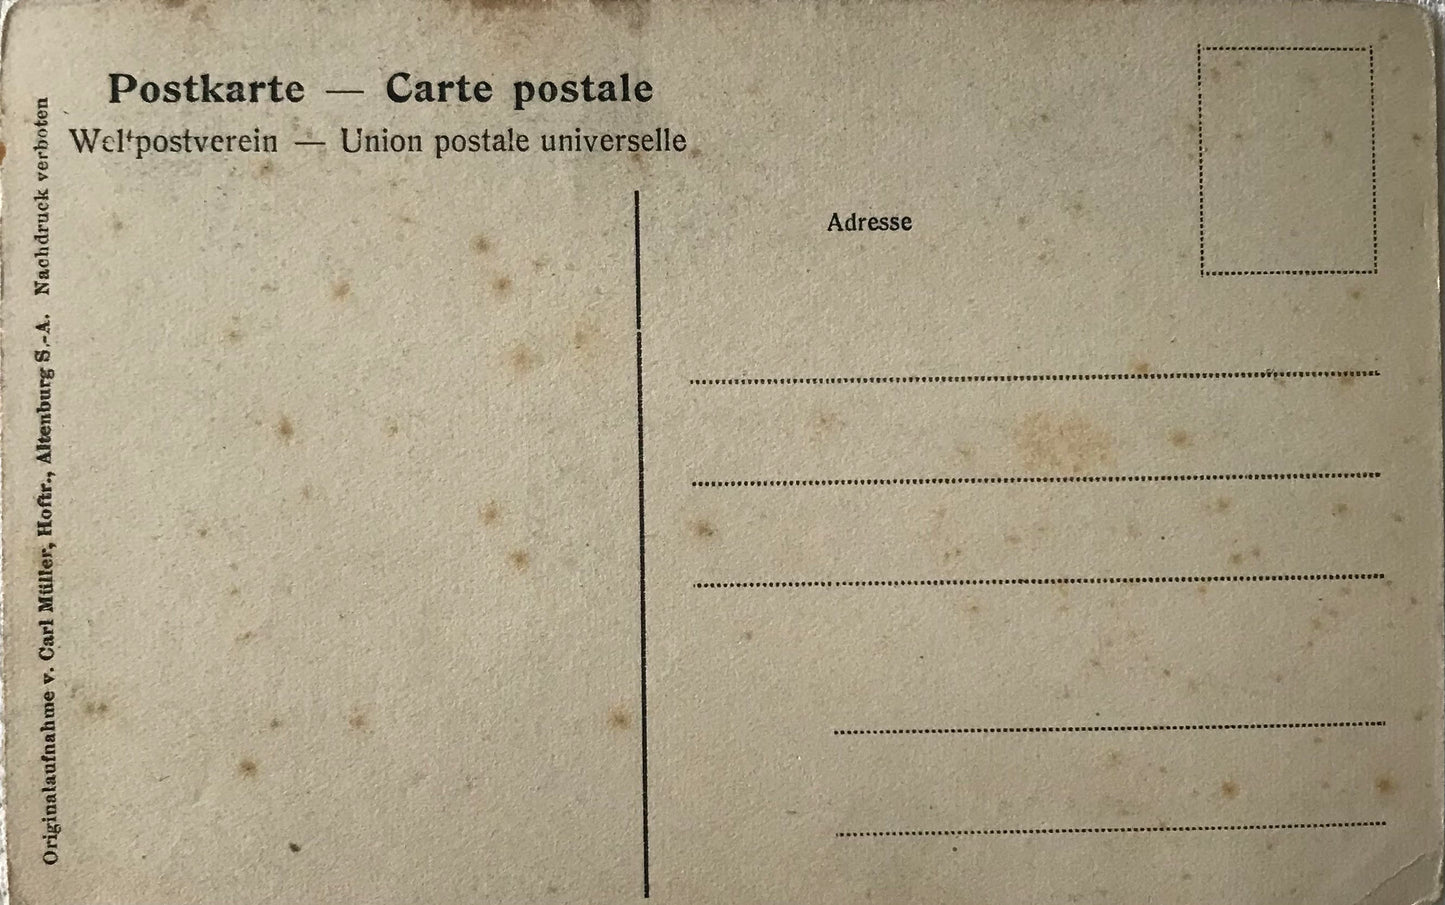 Postkarte — Carte postale
Weltpostverein — Union postale universelle
Adresse
Originalaufnahme v. Carl Müller, Hoftr., Altenburg S.-A. Nachdruck verboten